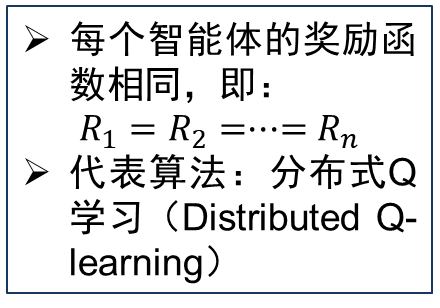 ➢ 每个智能体的奖励函
数相同，即：
R₁ = R₂ =⋯= Rₙ
➢ 代表算法：分布式Q
学习（Distributed Q-
learning）